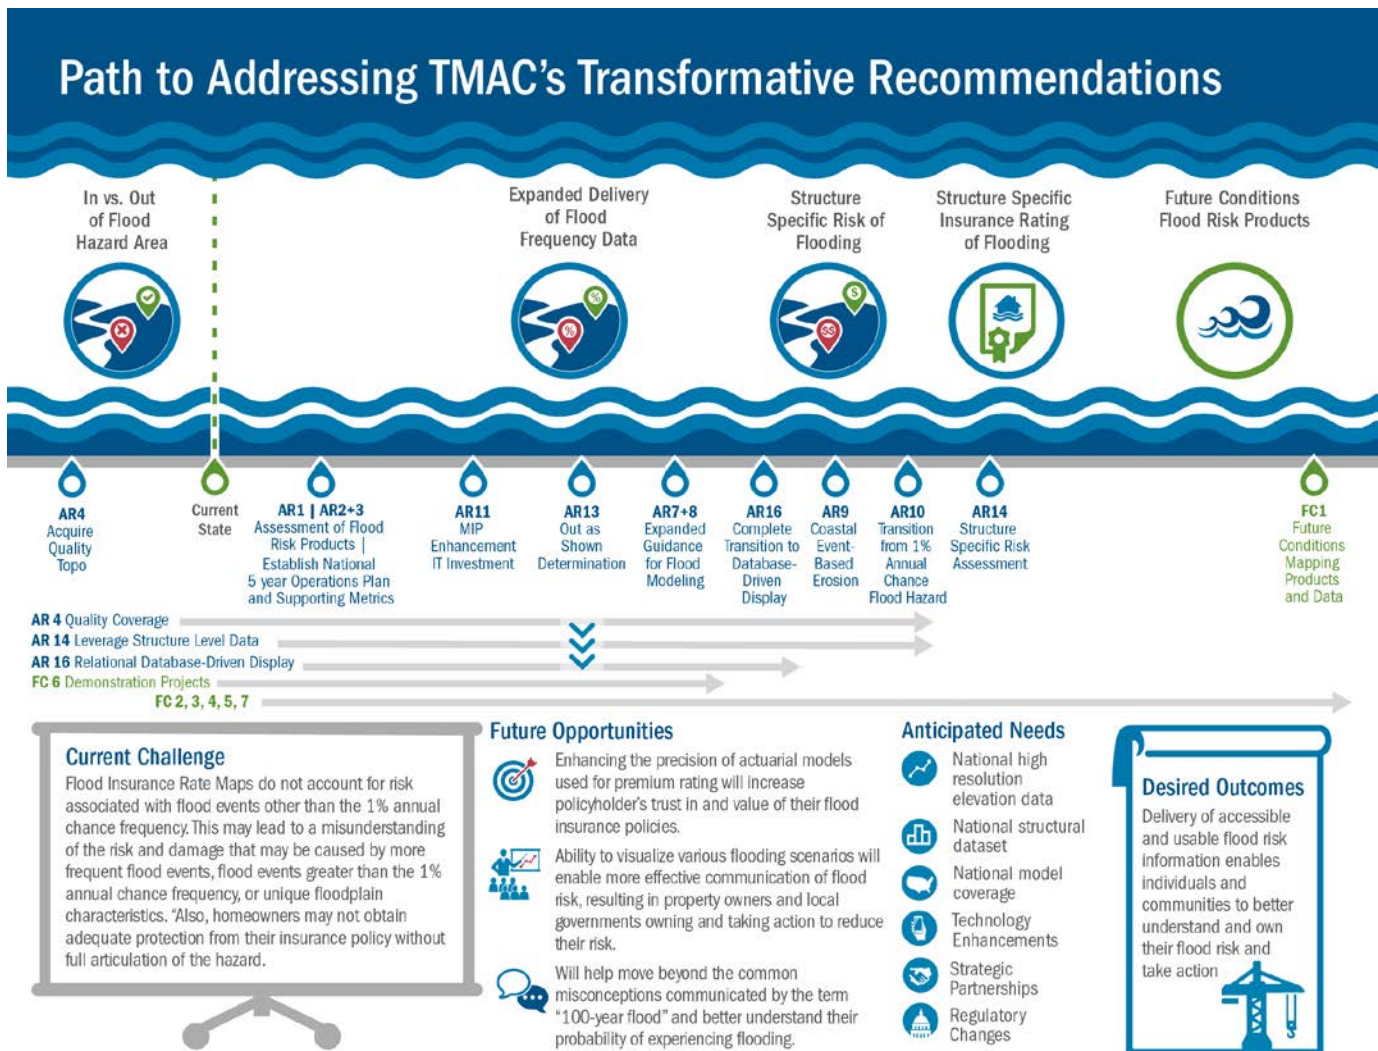 Path to Addressing TMAC's Transformative Recommendations
In vs. Out
of Flood
Hazard Area
Expanded Delivery
of Flood
Frequency Data
Structure
Specific Risk of
Flooding
Structure Specific
Insurance Rating
of Flooding
Future Conditions
Flood Risk Products
%
%
$
$$
AR4
Acquire
Quality
Topo
Current
State
AR1 | AR2+3
Assessment of Flood
Risk Products |
Establish National
5 year Operations Plan
and Supporting Metrics
AR11
MIP
Enhancement
IT Investment
AR13
Out as
Shown
Determination
AR7+8
Expanded
Guidance
for Flood
Modeling
AR16
Complete
Transition to
Database-
Driven
Display
AR9
Coastal
Event-
Based
Erosion
AR10
Transition
from 1%
Annual
Chance
Flood Hazard
AR14
Structure
Specific Risk
Assessment
FC1
Future
Conditions
Mapping
Products
and Data
AR 4 Quality Coverage
AR 14 Leverage Structure Level Data
AR 16 Relational Database-Driven Display
FC 6 Demonstration Projects
FC 2, 3, 4, 5, 7
Current Challenge
Flood Insurance Rate Maps do not account for risk
associated with flood events other than the 1% annual
chance frequency. This may lead to a misunderstanding
of the risk and damage that may be caused by more
frequent flood events, flood events greater than the 1%
annual chance frequency, or unique floodplain
characteristics. "Also, homeowners may not obtain
adequate protection from their insurance policy without
full articulation of the hazard.
Future Opportunities
Enhancing the precision of actuarial models
used for premium rating will increase
policyholder's trust in and value of their flood
insurance policies.
Ability to visualize various flooding scenarios will
enable more effective communication of flood
risk, resulting in property owners and local
governments owning and taking action to reduce
their risk.
Will help move beyond the common
misconceptions communicated by the term
"100-year flood" and better understand their
probability of experiencing flooding.
Anticipated Needs
National high
resolution
elevation data
National structural
dataset
National model
coverage
Technology
Enhancements
Strategic
Partnerships
Regulatory
Changes
Desired Outcomes
Delivery of accessible
and usable flood risk
information enables
individuals and
communities to better
understand and own
their flood risk and
take action